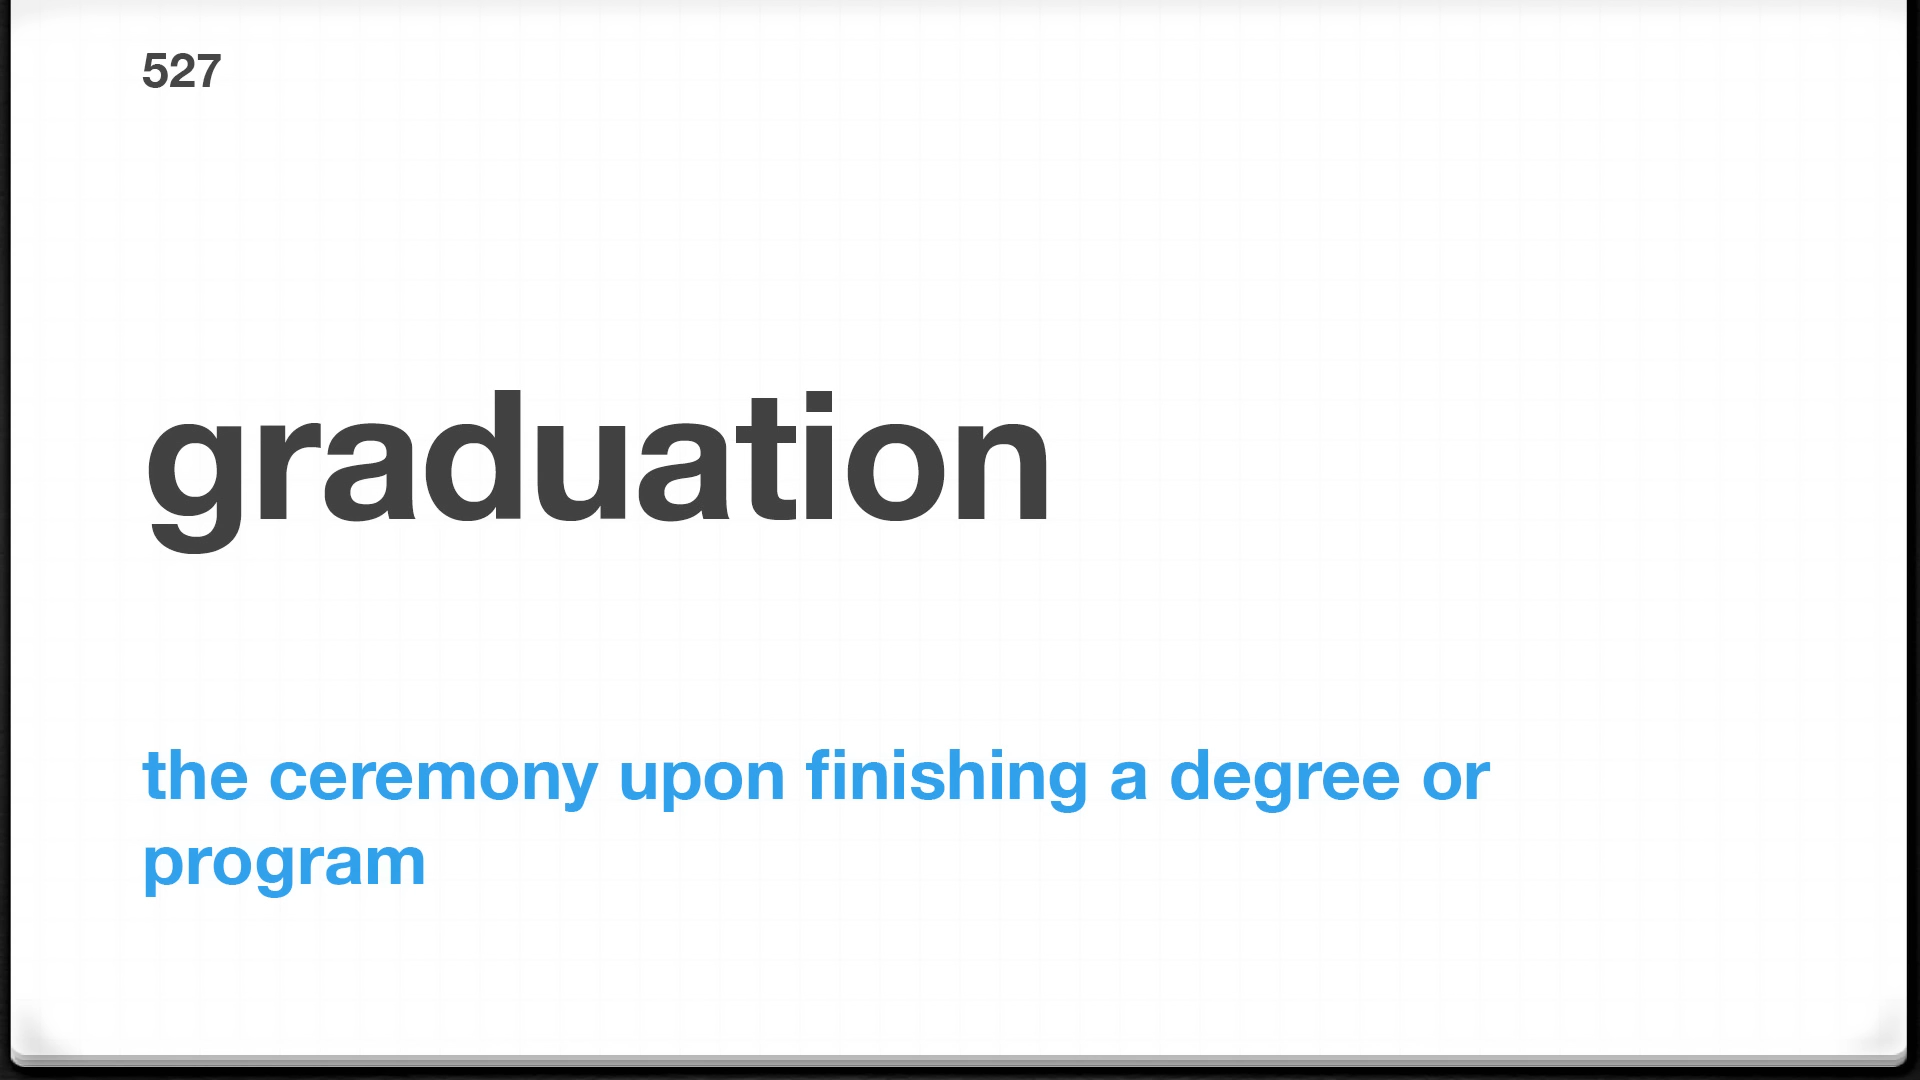 527
graduation
the ceremony upon finishing a degree or
program